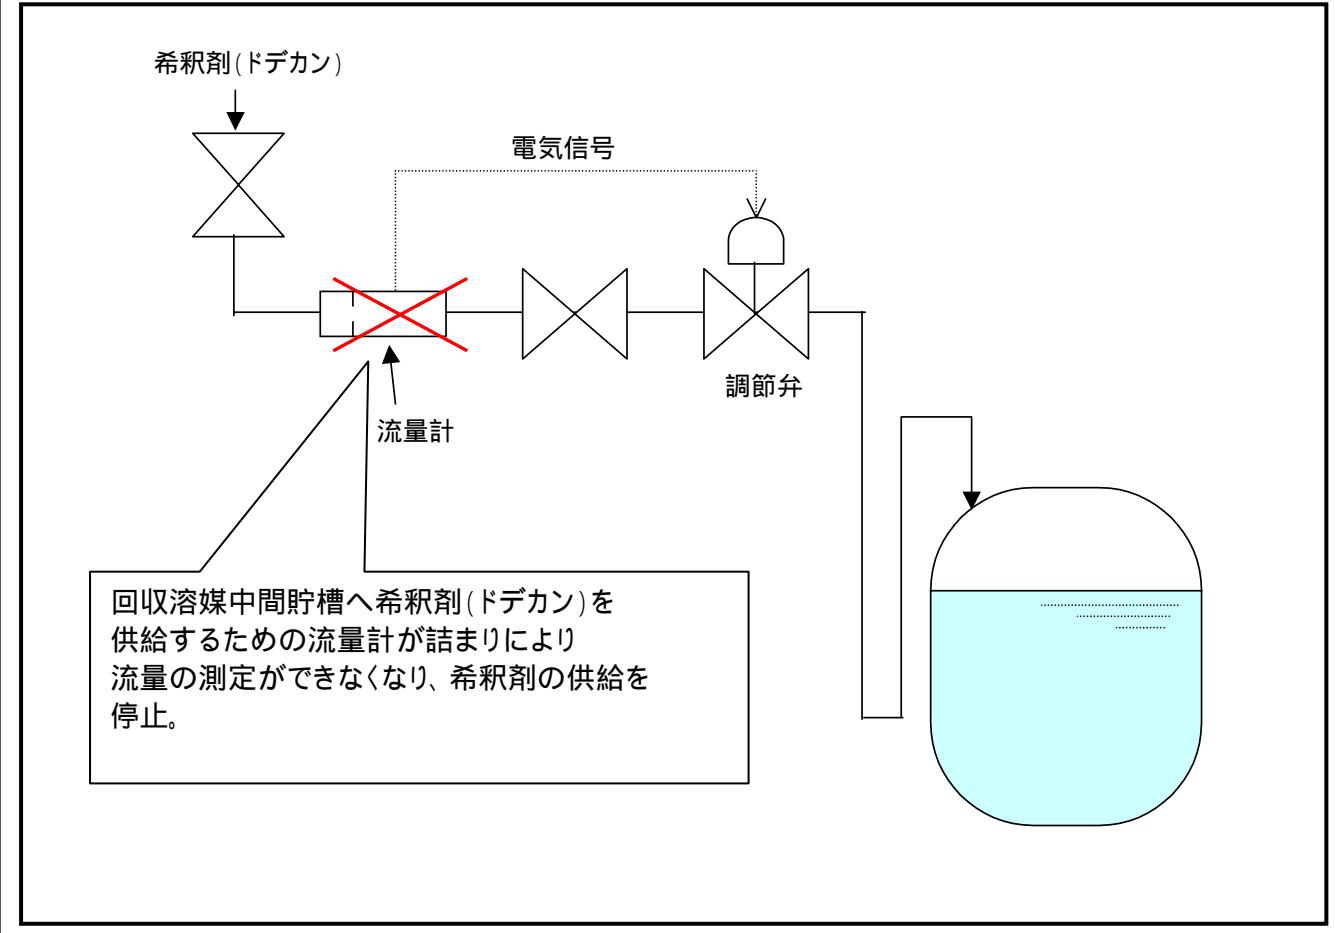 希釈剤(ドデカン)
電気信号
調節弁
流量計
回収溶媒中間貯槽へ希釈剤(ドデカン)を
供給するための流量計が詰まりにより
流量の測定ができなくなり、希釈剤の供給を
停止。